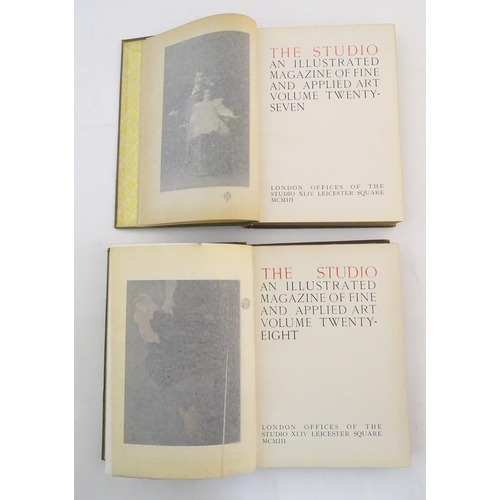 THE STUDIO
AN ILLUSTRATED
MAGAZINE OF FINE
AND APPLIED ART
VOLUME TWENTY-
SEVEN
LONDON OFFICES OF THE
STUDIO XLIV LEICESTER SQUARE
MCMIII
THE STUDIO
AN ILLUSTRATED
MAGAZINE OF FINE
AND APPLIED ART
VOLUME TWENTY-
EIGHT
LONDON OFFICES OF THE
STUDIO XLIV LEICESTER SQUARE
MCMIII